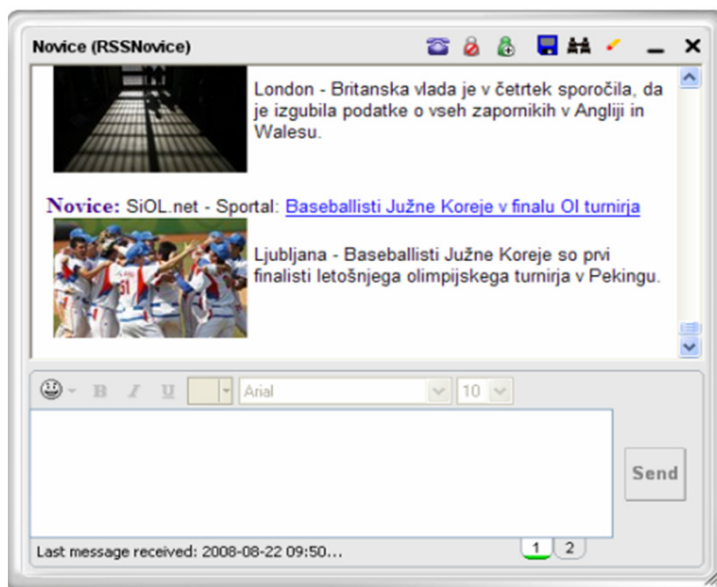 Novice (RSSNovice)
London - Britanska vlada je v četrtek sporočila, da
je izgubila podatke o vseh zapornikih v Angliji in
Walesu.
Novice: SiOL.net - Sportal: Baseballisti Južne Koreje v finalu OI turnirja
Ljubljana - Baseballisti Južne Koreje so prvi
finalisti letošnjega olimpijskega turnirja v Pekingu.
B I U Arial 10
Send
Last message received: 2008-08-22 09:50...
1 2